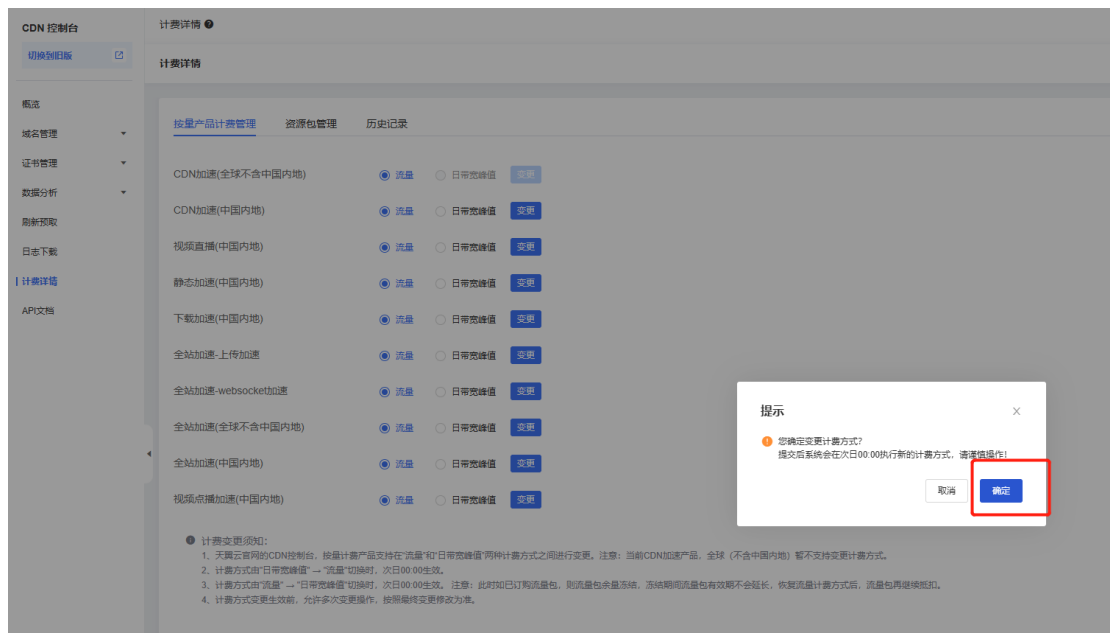 CDN 控制台
切换到旧版
概览
域名管理
证书管理
数据分析
刷新预取
日志下载
计费详情
API文档
计费详情
计费详情
按量产品计费管理 资源包管理 历史记录
CDN加速(全球不含中国内地) 流量 日带宽峰值 变更
CDN加速(中国内地) 流量 日带宽峰值 变更
视频直播(中国内地) 流量 日带宽峰值 变更
静态加速(中国内地) 流量 日带宽峰值 变更
下载加速(中国内地) 流量 日带宽峰值 变更
全站加速-上传加速 流量 日带宽峰值 变更
全站加速-websocket加速 流量 日带宽峰值 变更
全站加速(全球不含中国内地) 流量 日带宽峰值 变更
全站加速(中国内地) 流量 日带宽峰值 变更
视频点播加速(中国内地) 流量 日带宽峰值 变更
计费变更须知：
1、天翼云官网的CDN控制台，按量计费产品支持在“流量”和“日带宽峰值”两种计费方式之间进行变更。注意：当前CDN加速产品，全球（不含中国内地）暂不支持变更计费方式。
2、计费方式由“日带宽峰值” → “流量”切换时，次日00:00生效。
3、计费方式由“流量” → “日带宽峰值”切换时，次日00:00生效。 注意：此时如已订购流量包，则流量包余量冻结，冻结期间流量包有效期不会延长，恢复流量计费方式后，流量包再继续抵扣。
4、计费方式变更生效前，允许多次变更操作，按照最终变更修改为准。
提示
您确定变更计费方式?
提交后系统会在次日00:00执行新的计费方式，请谨慎操作!
取消 确定